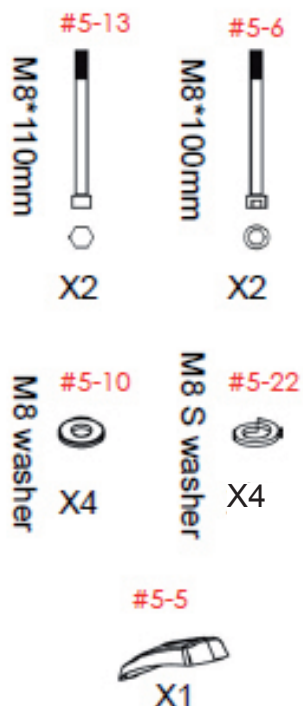 #5-13
M8*110mm
X2
#5-6
M8*100mm
X2
#5-10
M8 washer
X4
#5-22
M8 S washer
X4
#5-5
X1